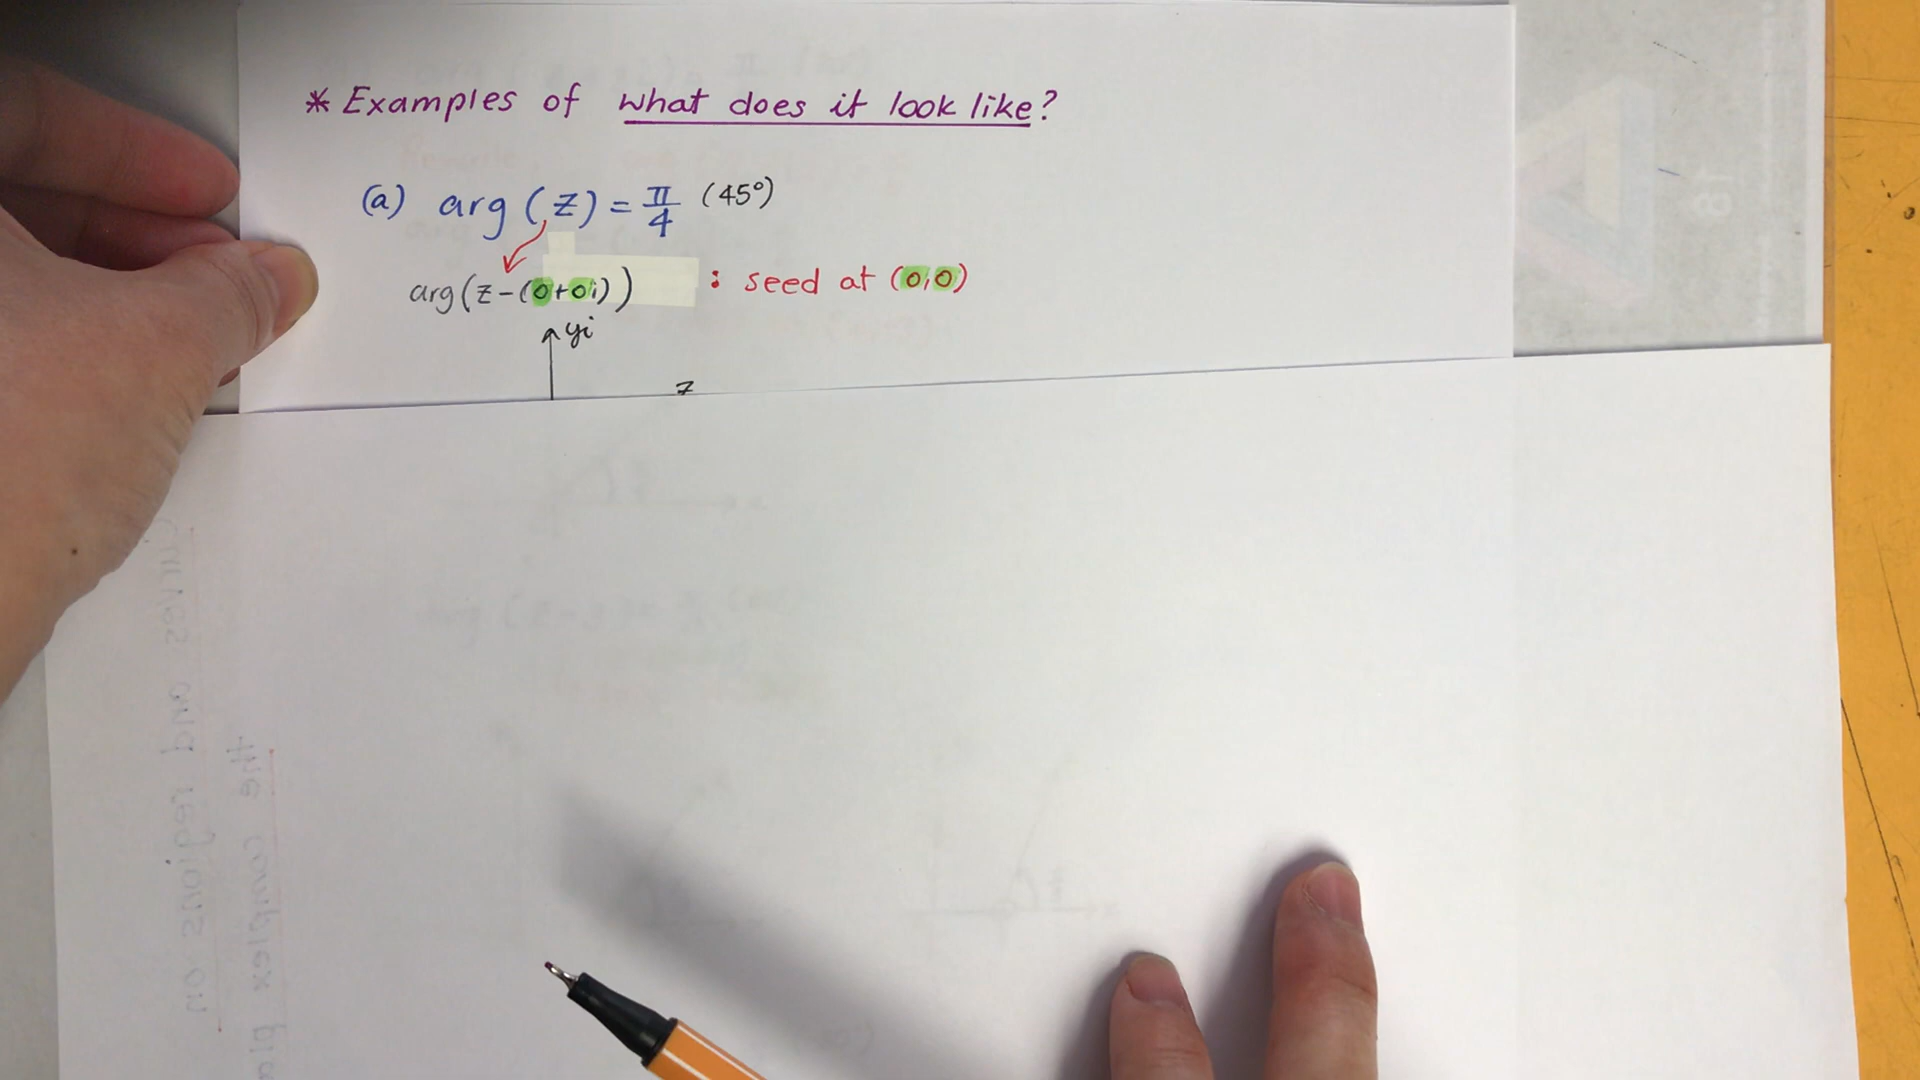 * Examples of what does it look like?
(a) arg (z) = π/4 (45°)
arg(z-(0+0i)) : seed at (0,0)
yi
z